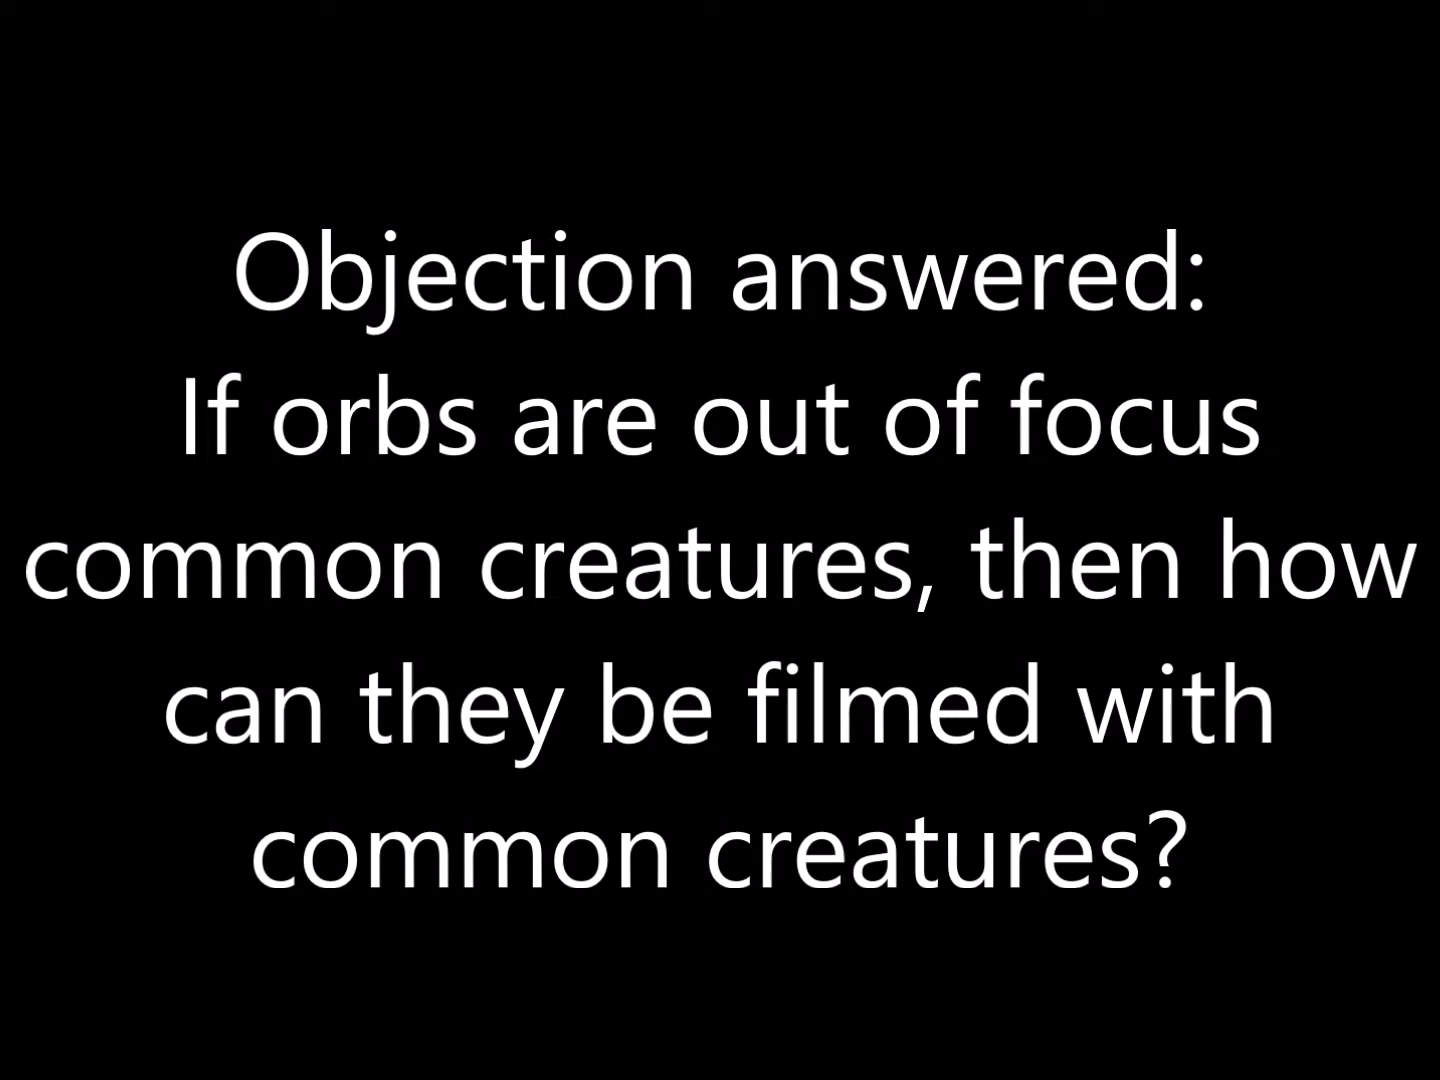 Objection answered:
If orbs are out of focus
common creatures, then how
can they be filmed with
common creatures?